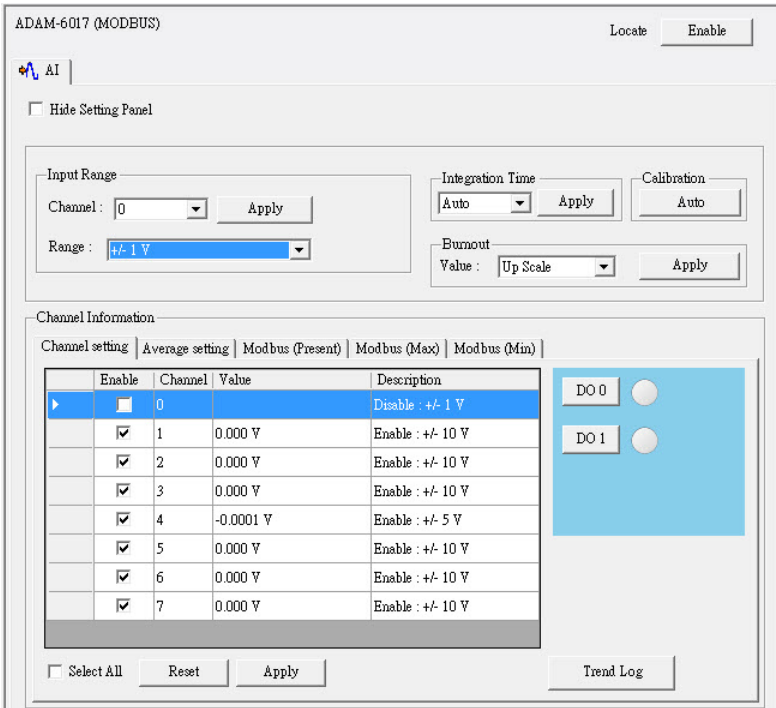 ADAM-6017 (MODBUS)
Locate Enable
AI
Hide Setting Panel
Input Range
Channel : 0 Apply
Range : +/- 1 V
Integration Time
Auto Apply
Calibration
Auto
Burnout
Value : Up Scale Apply
Channel Information
Channel setting Average setting Modbus (Present) Modbus (Max) Modbus (Min)
Enable Channel Value Description
0 Disable : +/- 1 V
1 0.000 V Enable : +/- 10 V
2 0.000 V Enable : +/- 10 V
3 0.000 V Enable : +/- 10 V
4 -0.0001 V Enable : +/- 5 V
5 0.000 V Enable : +/- 10 V
6 0.000 V Enable : +/- 10 V
7 0.000 V Enable : +/- 10 V
DO 0
DO 1
Select All Reset Apply Trend Log